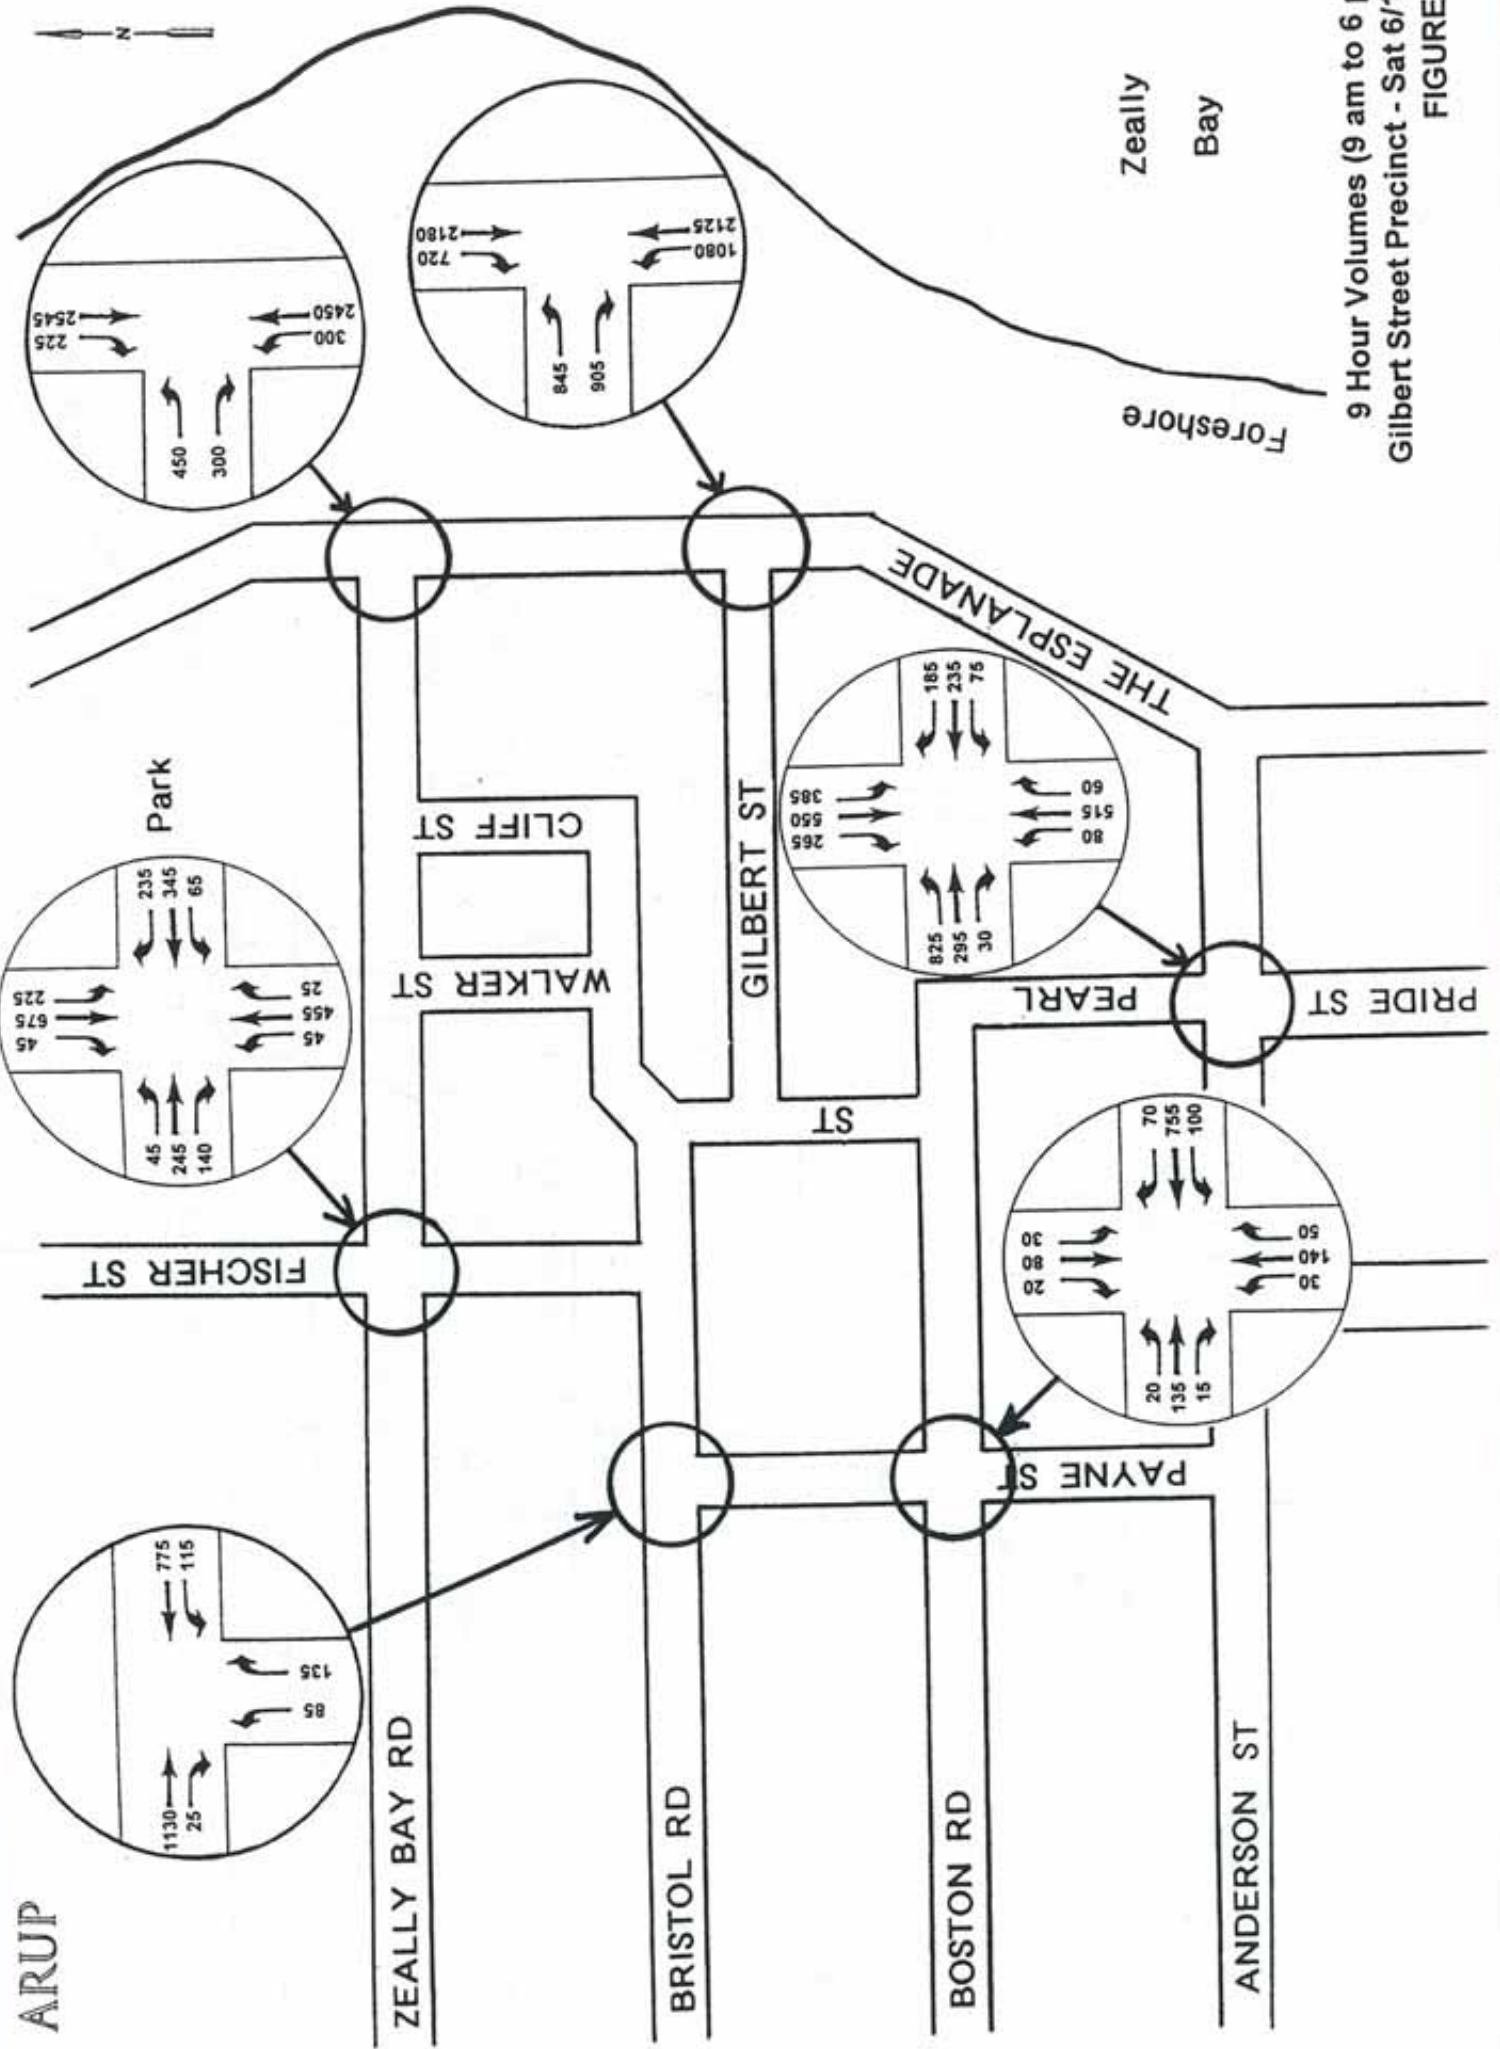 ARUP
N
Park
Zeally
Bay
Foreshore
FISCHER ST
WALKER ST
CLIFF ST
GILBERT ST
ST
PEARL
PRIDE ST
PAYNE ST
THE ESPLANADE
ZEALLY BAY RD
BRISTOL RD
BOSTON RD
ANDERSON ST
1130
25
775
115
85
135
45
675
225
45
245
140
235
345
65
45
455
25
225
2545
450
300
300
2450
720
2180
845
905
1080
2125
265
550
385
825
295
30
185
235
75
80
515
60
20
80
30
20
135
15
70
755
100
30
140
50
9 Hour Volumes (9 am to 6
Gilbert Street Precinct - Sat 6/
FIGURE